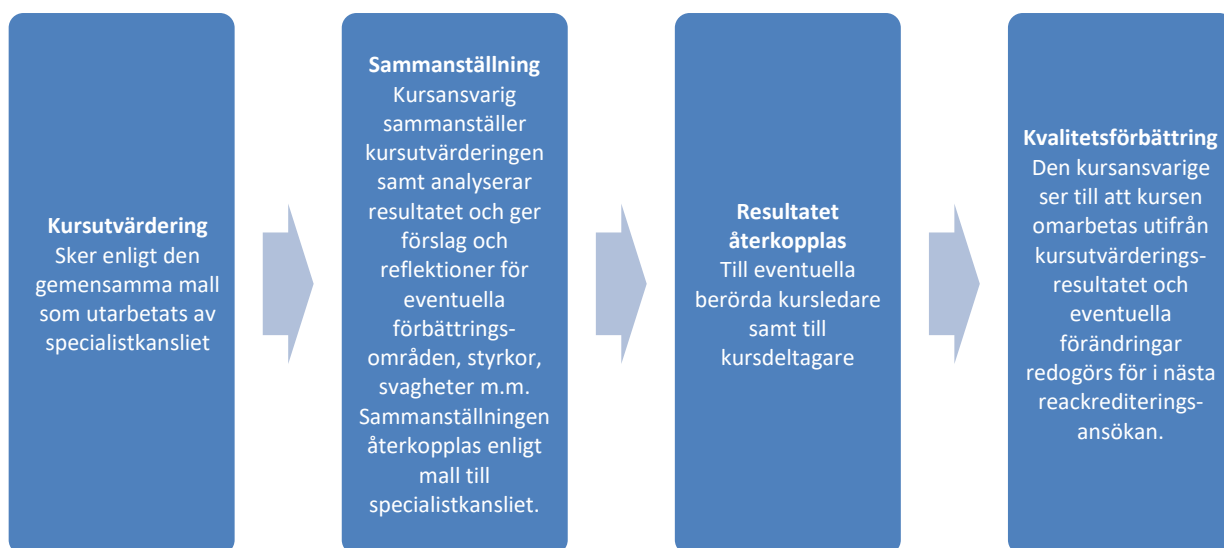 Kursutvärdering
Sker enligt den
gemensamma mall
som utarbetats av
specialistkansliet
Sammanställning
Kursansvarig
sammanställer
kursutvärderingen
samt analyserar
resultatet och ger
förslag och
reflektioner för
eventuella
förbättrings-
områden, styrkor,
svagheter m.m.
Sammanställningen
återkopplas enligt
mall till
specialistkansliet.
Resultatet
återkopplas
Till eventuella
berörda kursledare
samt till
kursdeltagare
Kvalitetsförbättring
Den kursansvarige
ser till att kursen
omarbetas utifrån
kursutvärderings-
resultatet och
eventuella
förändringar
redogörs för i nästa
reackrediterings-
ansökan.